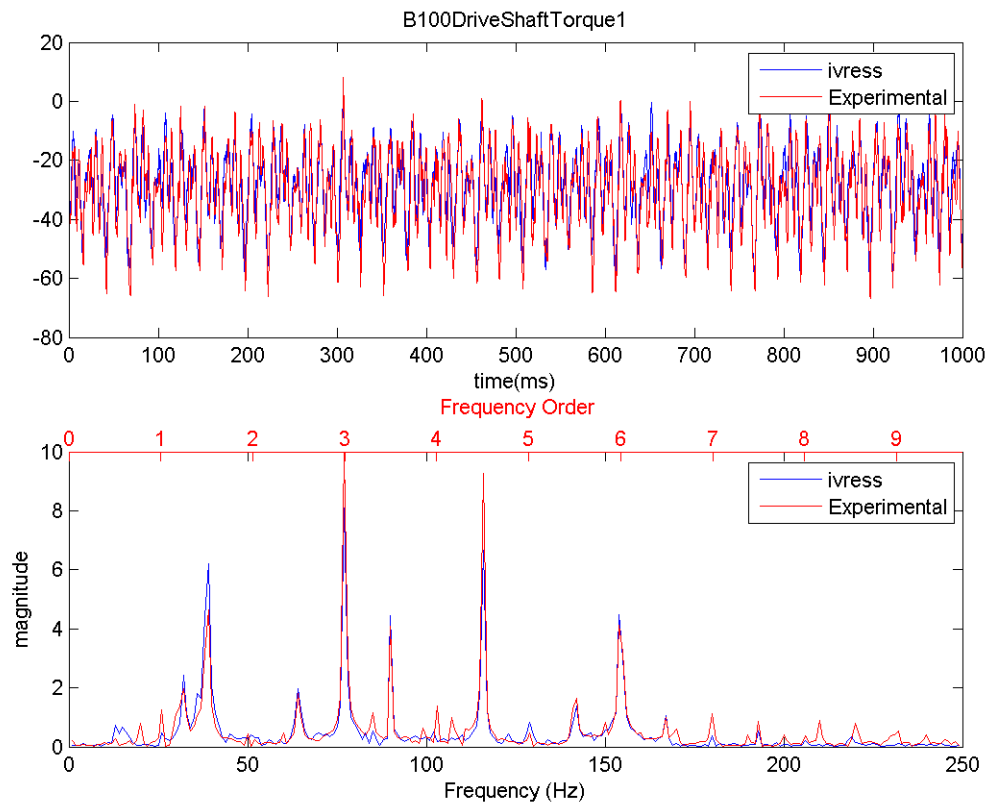 B100DriveShaftTorque1
20
0
-20
-40
-60
-80
ivress
Experimental
0 100 200 300 400 500 600 700 800 900 1000
time(ms)
Frequency Order
0 1 2 3 4 5 6 7 8 9
10
8
6
4
2
0
magnitude
ivress
Experimental
0 50 100 150 200 250
Frequency (Hz)